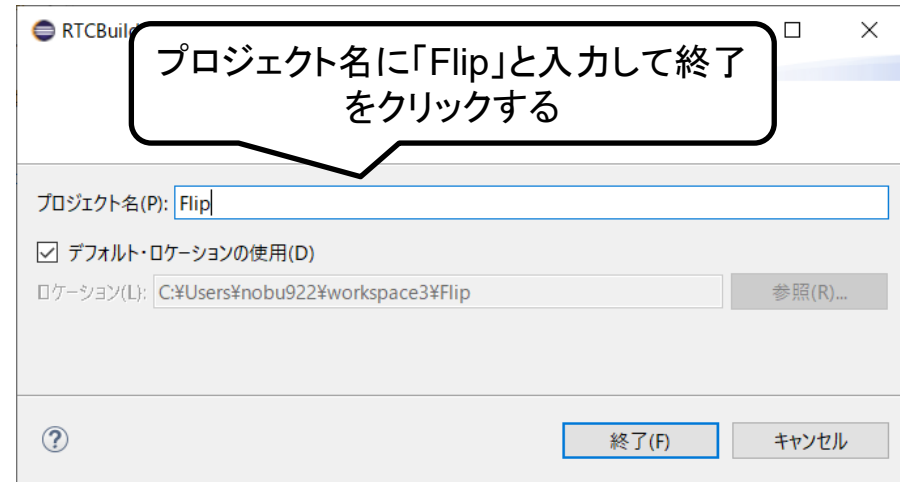 RTCBuil
プロジェクト名に「Flip」と入力して終了
をクリックする
プロジェクト名(P): Flip
デフォルト・ロケーションの使用(D)
ロケーション(L): C:¥Users¥nobu922¥workspace3¥Flip 参照(R)...
? 終了(F) キャンセル